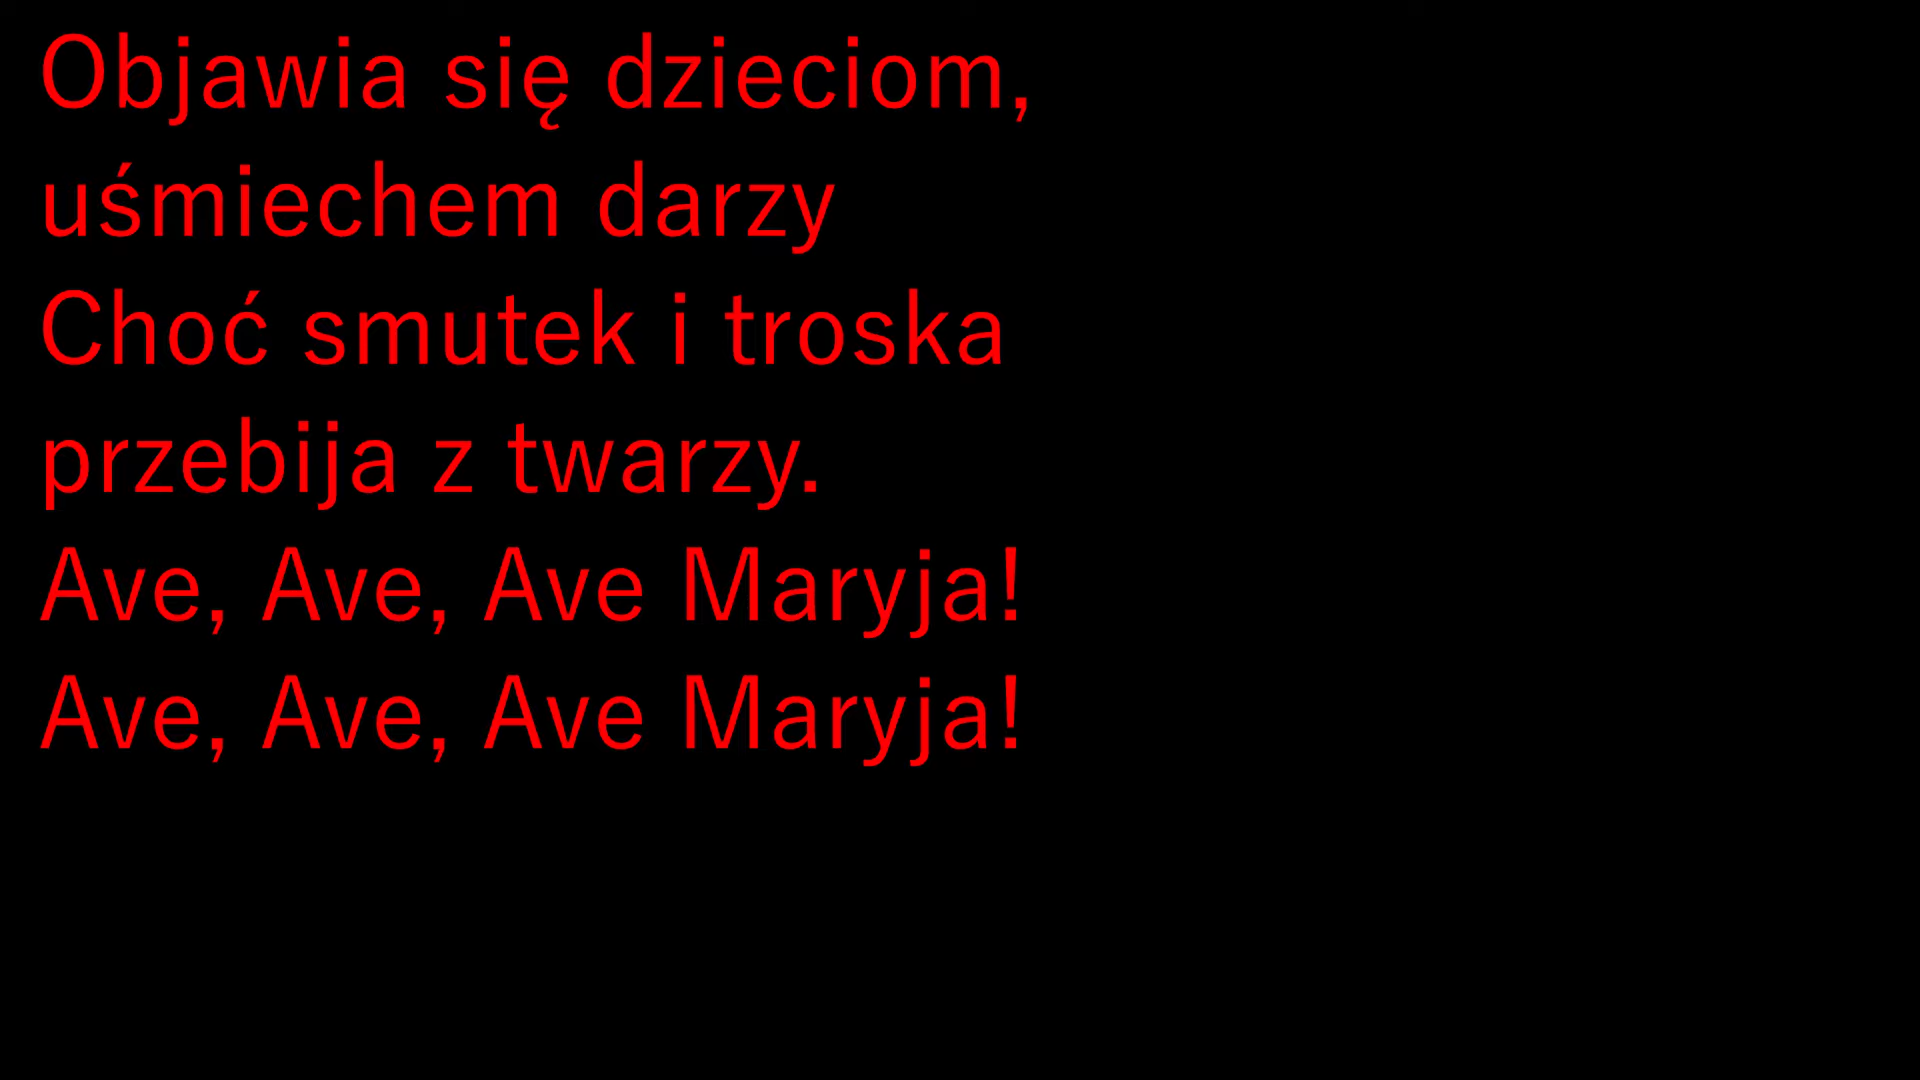 Objawia się dzieciom,
uśmiechem darzy
Choć smutek i troska
przebija z twarzy.
Ave, Ave, Ave Maryja!
Ave, Ave, Ave Maryja!